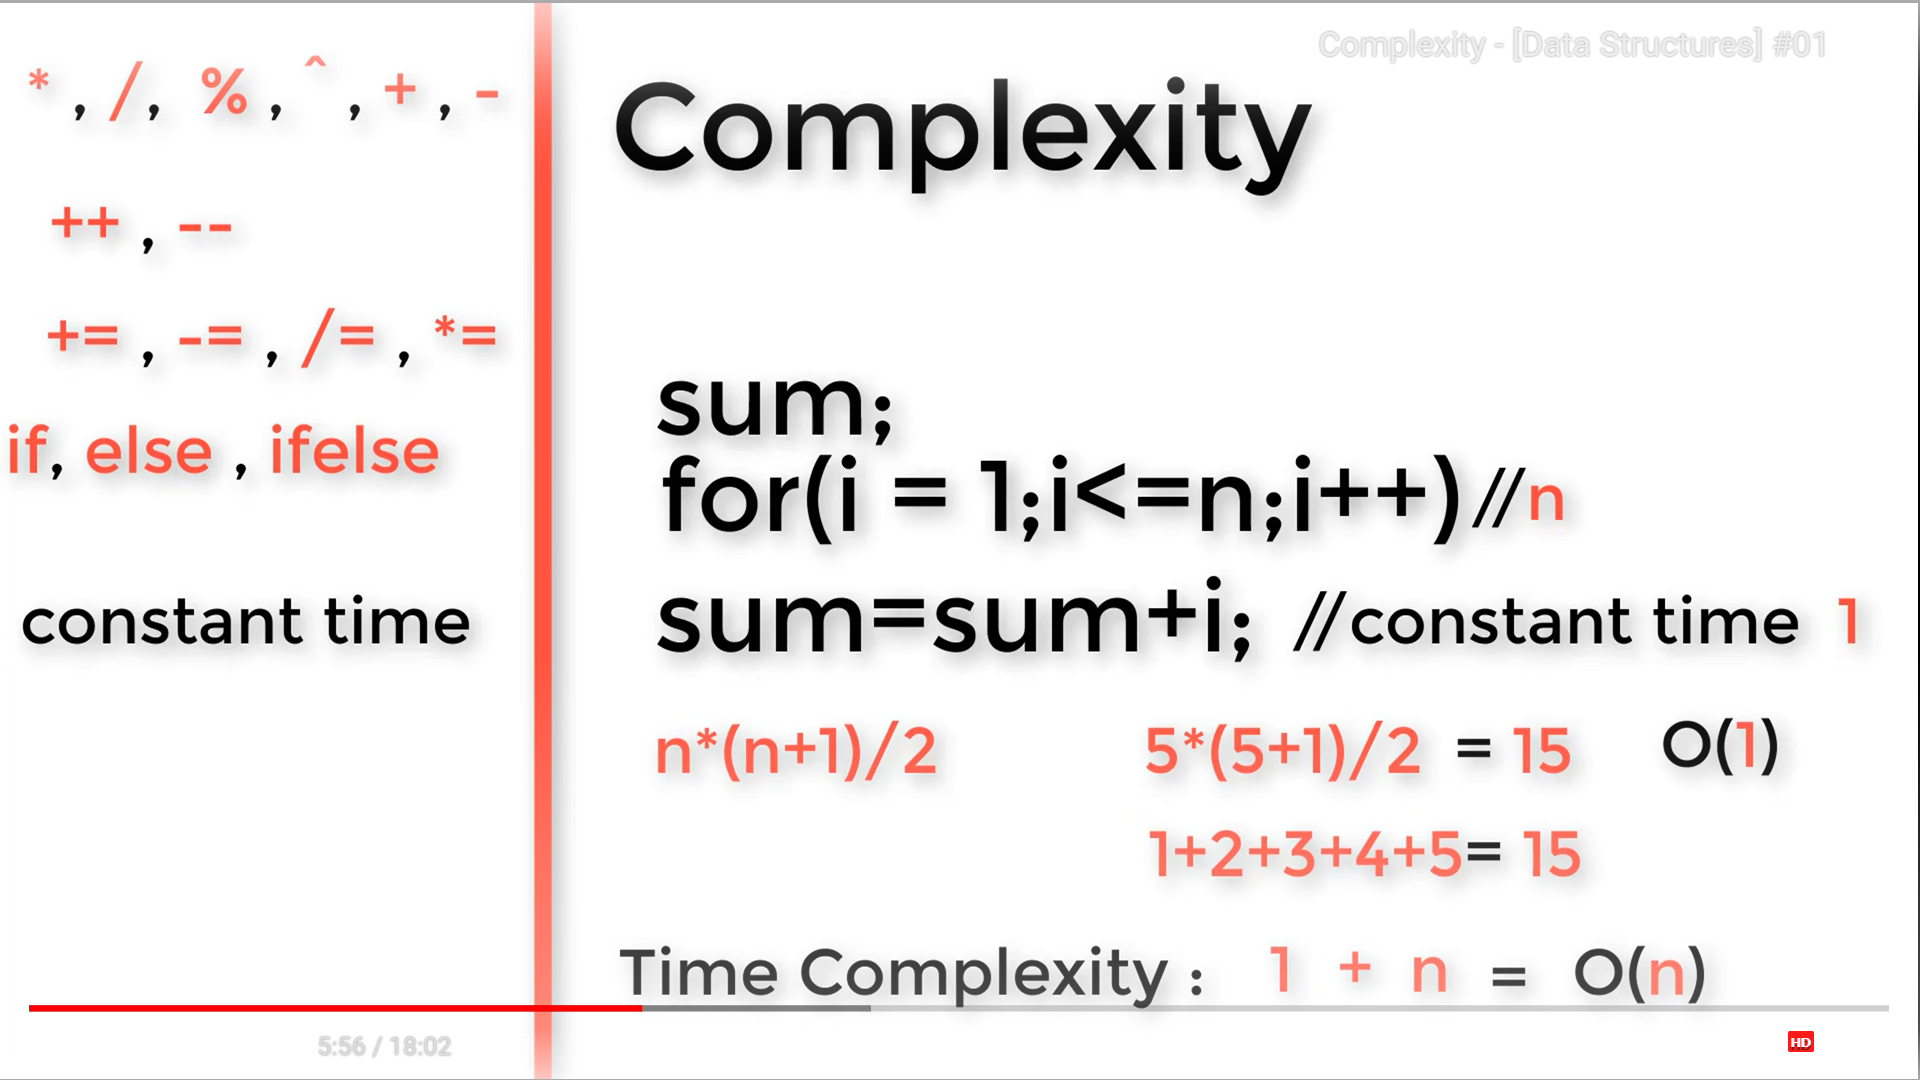 Complexity - [Data Structures] #01
* , /, % , ^ , + , -
++ , --
+= , -= , /= , *=
if, else , ifelse
constant time
Complexity
sum;
for(i = 1;i<=n;i++)//n
sum=sum+i; //constant time 1
n*(n+1)/2 5*(5+1)/2 = 15 O(1)
1+2+3+4+5= 15
Time Complexity : 1 + n = O(n)
5:56 / 18:02
HD